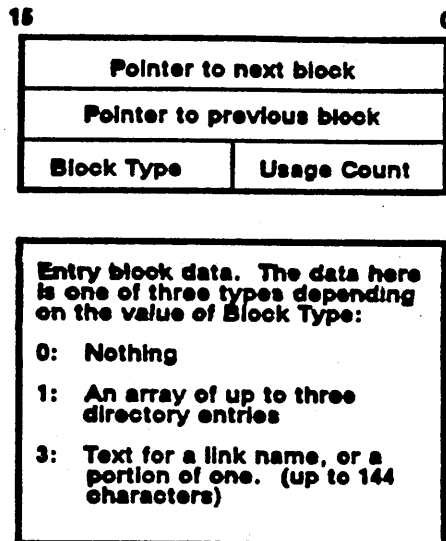 15 0
Pointer to next block
Pointer to previous block
Block Type Usage Count
Entry block data. The data here
is one of three types depending
on the value of Block Type:
0: Nothing
1: An array of up to three
directory entries
3: Text for a link name, or a
portion of one. (up to 144
characters)